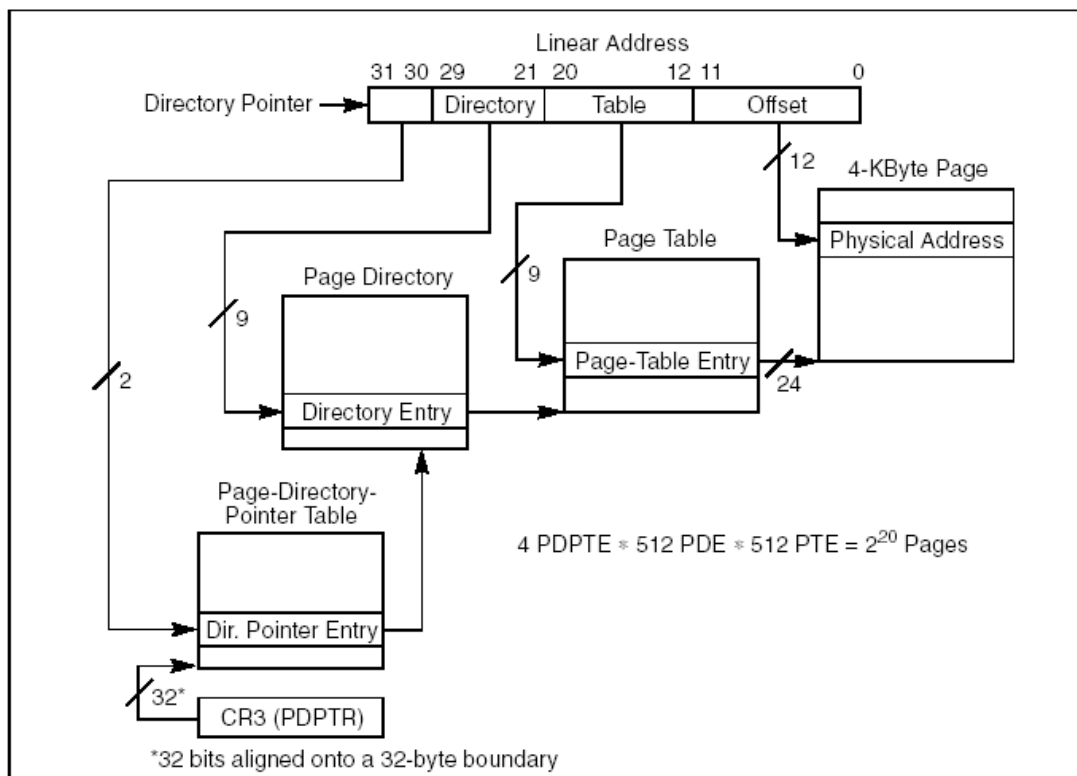 Linear Address
31 30 29 21 20 12 11 0
Directory Pointer
Directory
Table
Offset
12
4-KByte Page
Physical Address
Page Table
9
Page-Table Entry
24
Page Directory
9
Directory Entry
2
Page-Directory-
Pointer Table
Dir. Pointer Entry
4 PDPTE * 512 PDE * 512 PTE = 2²⁰ Pages
32*
CR3 (PDPTR)
*32 bits aligned onto a 32-byte boundary